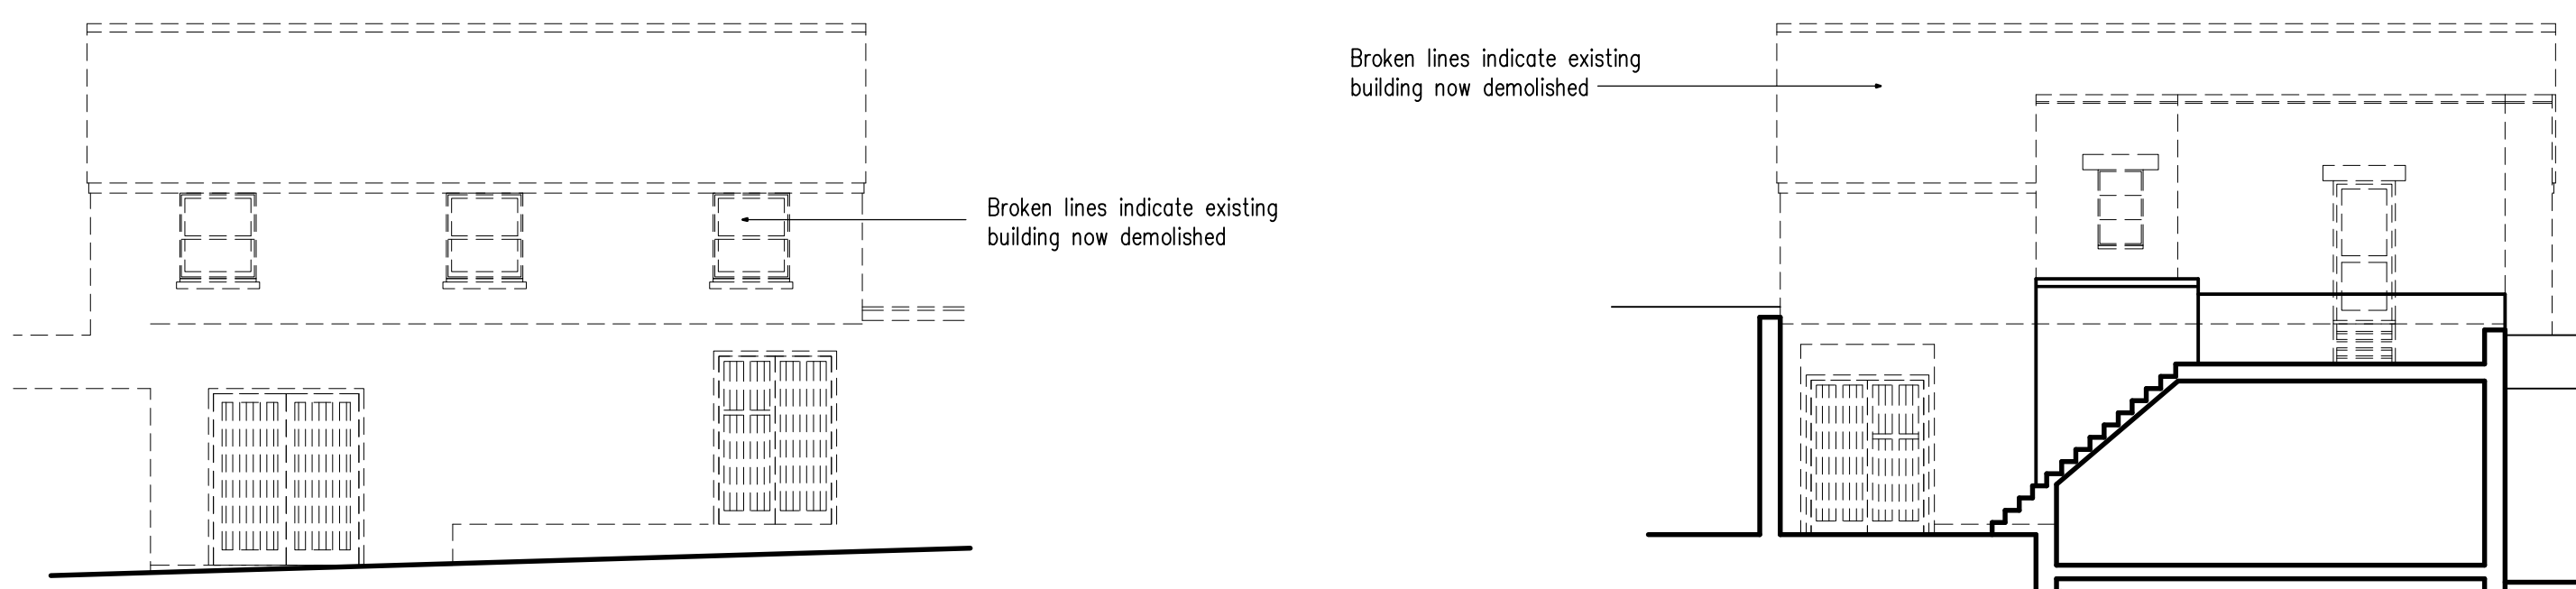 Broken lines indicate existing
building now demolished
Broken lines indicate existing
building now demolished